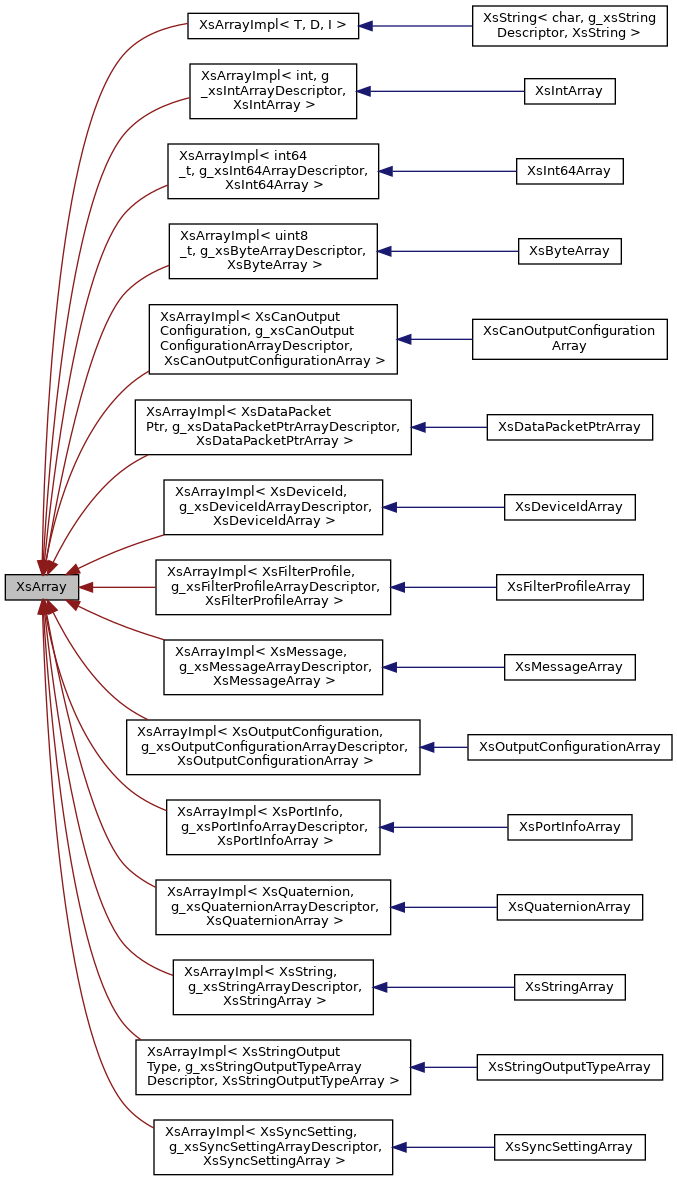 XsArrayImpl< T, D, I >
XsString< char, g_xsString
Descriptor, XsString >
XsArrayImpl< int, g
_xsIntArrayDescriptor,
XsIntArray >
XsIntArray
XsArrayImpl< int64
_t, g_xsInt64ArrayDescriptor,
XsInt64Array >
XsInt64Array
XsArrayImpl< uint8
_t, g_xsByteArrayDescriptor,
XsByteArray >
XsByteArray
XsArrayImpl< XsCanOutput
Configuration, g_xsCanOutput
ConfigurationArrayDescriptor,
XsCanOutputConfigurationArray >
XsCanOutputConfiguration
Array
XsArrayImpl< XsDataPacket
Ptr, g_xsDataPacketPtrArrayDescriptor,
XsDataPacketPtrArray >
XsDataPacketPtrArray
XsArrayImpl< XsDeviceId,
g_xsDeviceIdArrayDescriptor,
XsDeviceIdArray >
XsDeviceIdArray
XsArray
XsArrayImpl< XsFilterProfile,
g_xsFilterProfileArrayDescriptor,
XsFilterProfileArray >
XsFilterProfileArray
XsArrayImpl< XsMessage,
g_xsMessageArrayDescriptor,
XsMessageArray >
XsMessageArray
XsArrayImpl< XsOutputConfiguration,
g_xsOutputConfigurationArrayDescriptor,
XsOutputConfigurationArray >
XsOutputConfigurationArray
XsArrayImpl< XsPortInfo,
g_xsPortInfoArrayDescriptor,
XsPortInfoArray >
XsPortInfoArray
XsArrayImpl< XsQuaternion,
g_xsQuaternionArrayDescriptor,
XsQuaternionArray >
XsQuaternionArray
XsArrayImpl< XsString,
g_xsStringArrayDescriptor,
XsStringArray >
XsStringArray
XsArrayImpl< XsStringOutput
Type, g_xsStringOutputTypeArray
Descriptor, XsStringOutputTypeArray >
XsStringOutputTypeArray
XsArrayImpl< XsSyncSetting,
g_xsSyncSettingArrayDescriptor,
XsSyncSettingArray >
XsSyncSettingArray